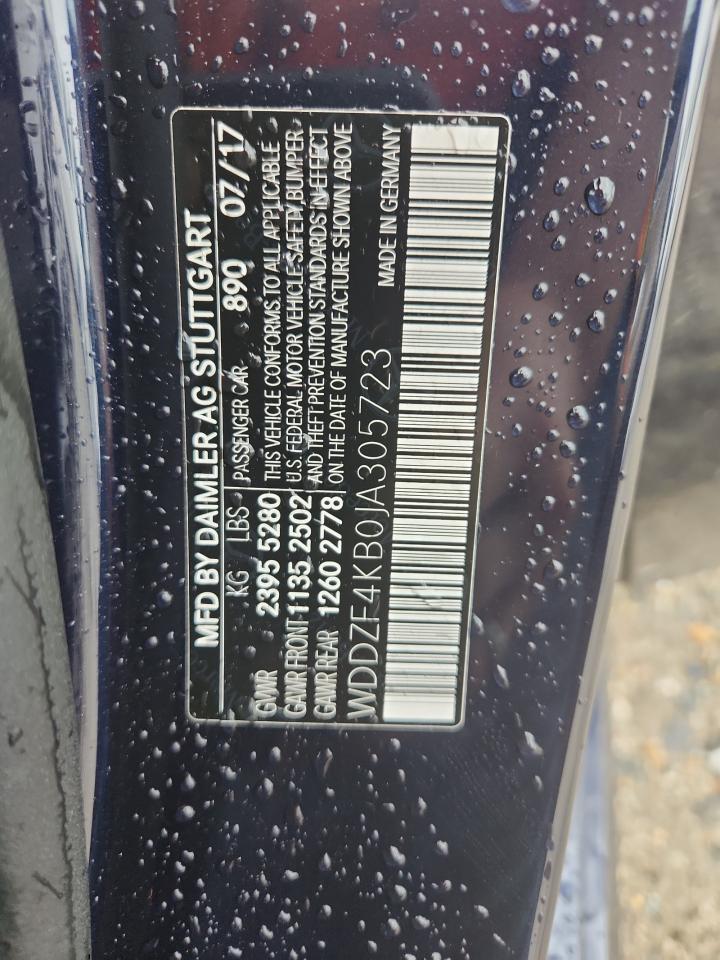 MFD BY DAIMLER AG STUTTGART
KG LBS PASSENGER CAR 890 07/17
GVWR 2395 5280 THIS VEHICLE CONFORMS TO ALL APPLICABLE
GAWR FRONT 1135 2502 U.S. FEDERAL MOTOR VEHICLE SAFETY, BUMPER
GAWR REAR 1260 2778 AND THEFT PREVENTION STANDARDS IN EFFECT
ON THE DATE OF MANUFACTURE SHOWN ABOVE
WDDZF4KB0JA305723 MADE IN GERMANY